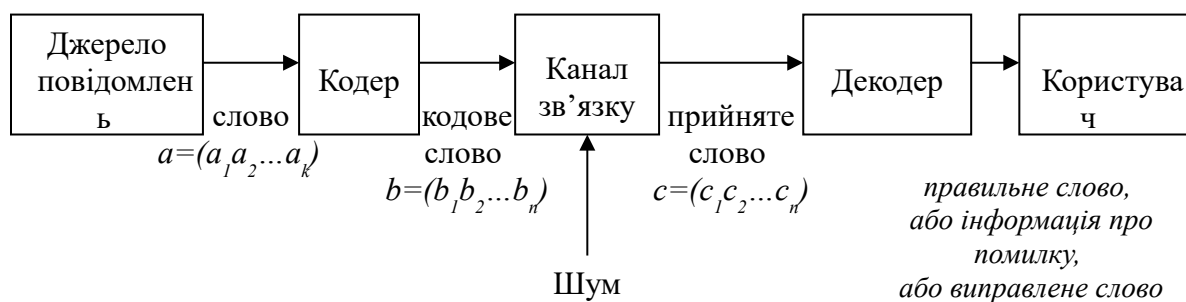 Джерело
повідомлен
ь
слово
a=(a₁a₂...aₖ)
Кодер
кодове
слово
b=(b₁b₂...bₙ)
Канал
зв’язку
прийняте
слово
c=(c₁c₂...cₙ)
Декодер
Користува
ч
правильне слово,
або інформація про
помилку,
або виправлене слово
Шум